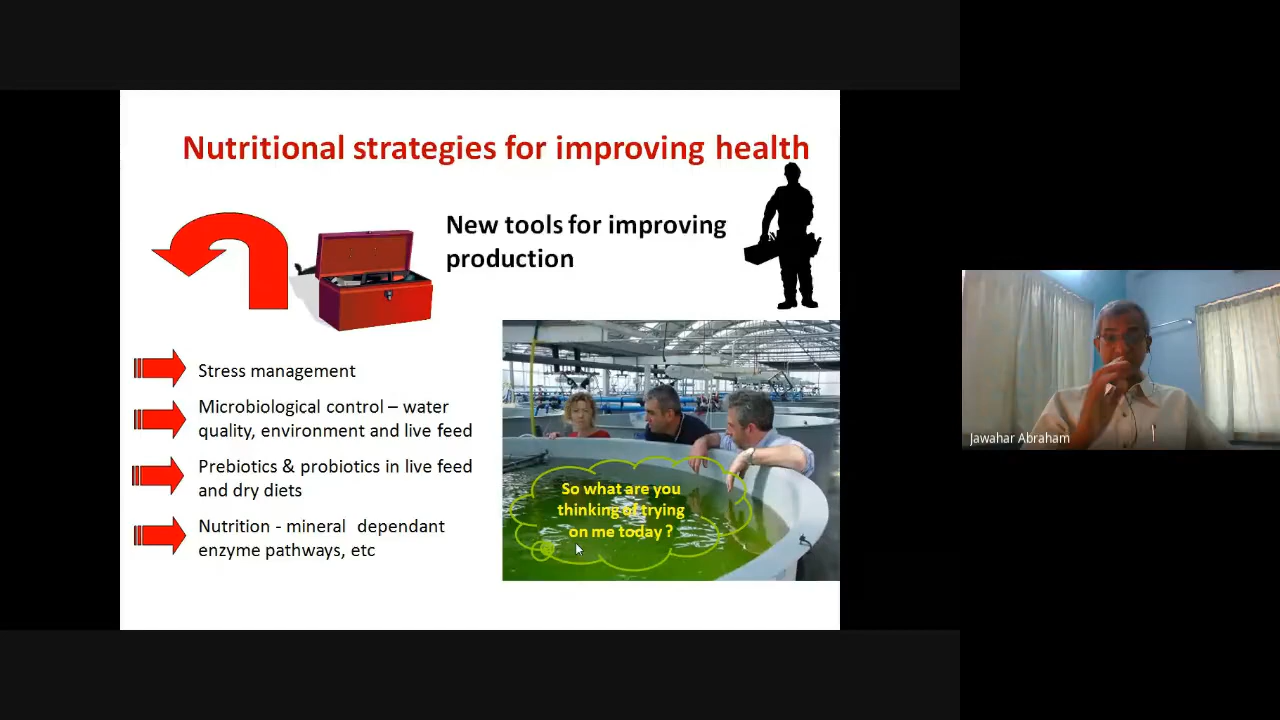 Nutritional strategies for improving health
New tools for improving
production
Stress management
Microbiological control – water
quality, environment and live feed
Prebiotics & probiotics in live feed
and dry diets
Nutrition - mineral dependant
enzyme pathways, etc
So what are you
thinking of trying
on me today ?
Jawahar Abraham